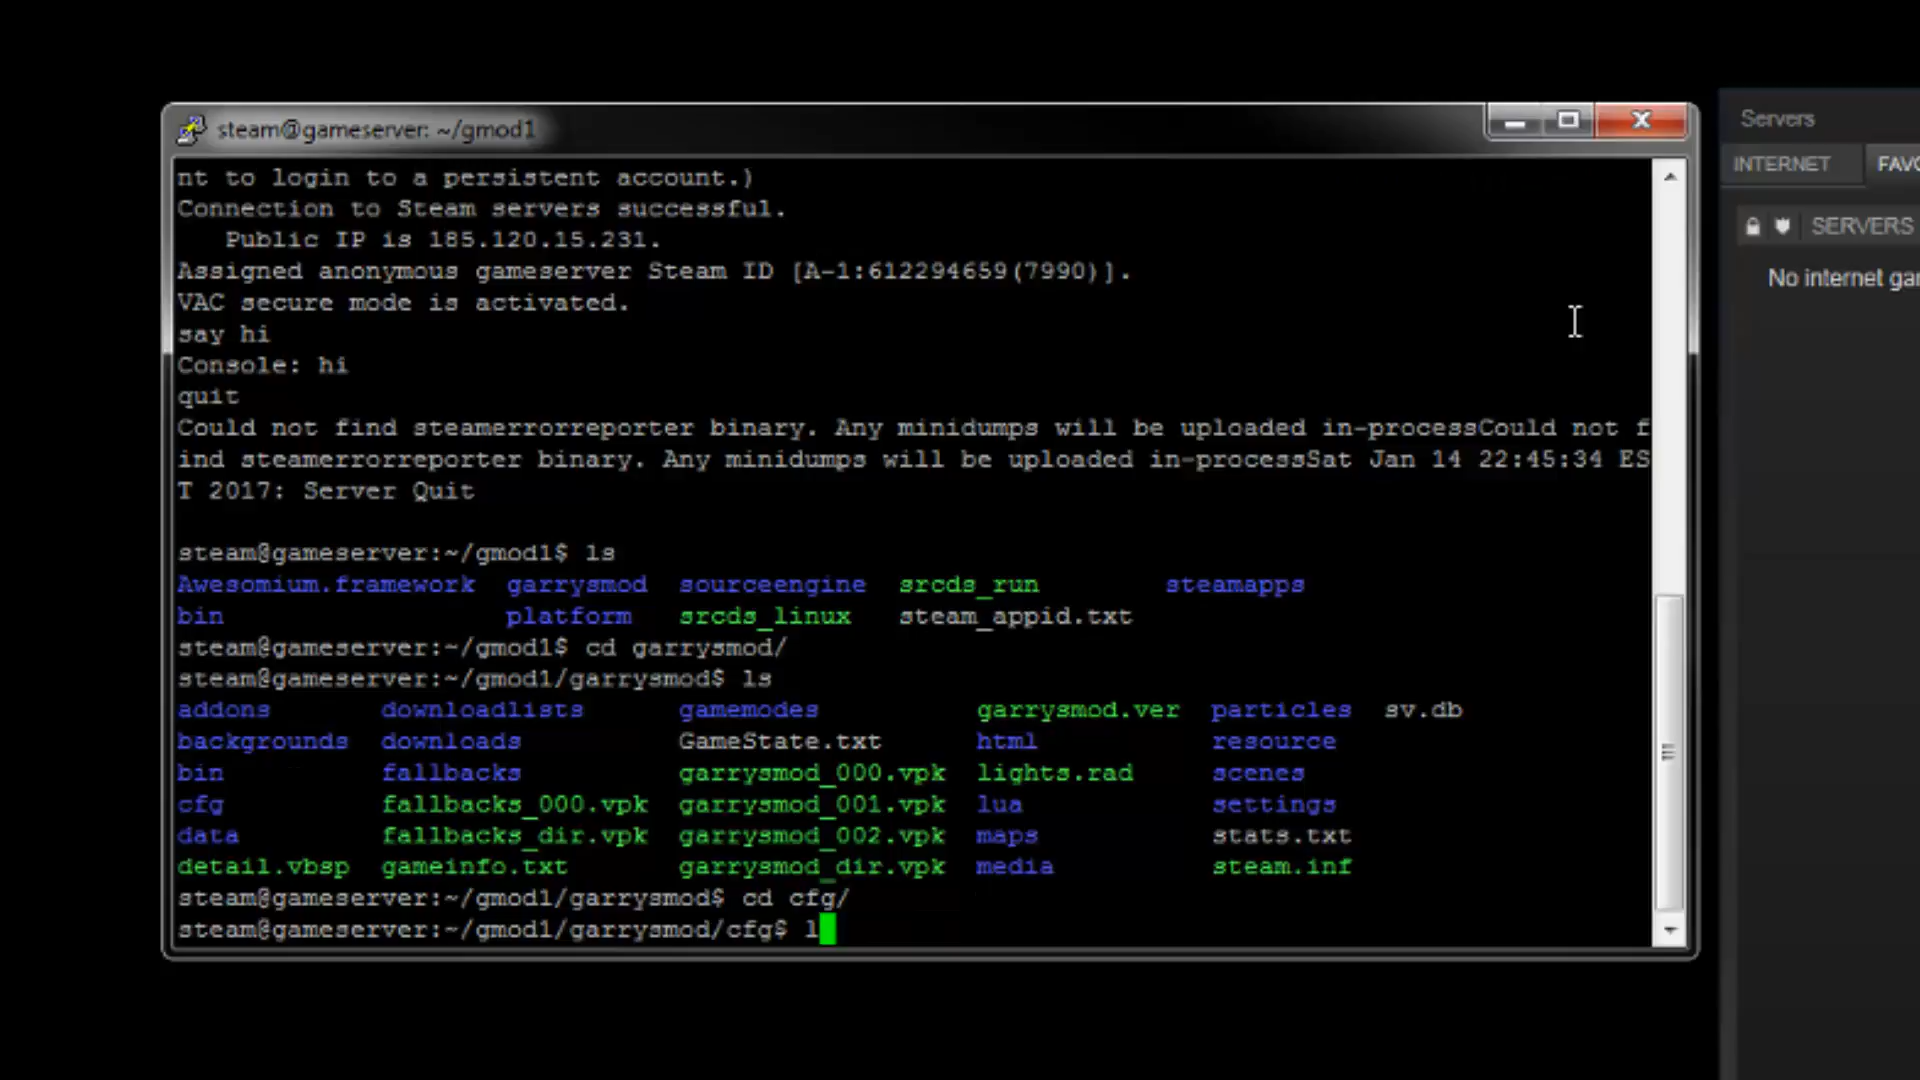 steam@gameserver: ~/gmod1
nt to login to a persistent account.)
Connection to Steam servers successful.
Public IP is 185.120.15.231.
Assigned anonymous gameserver Steam ID [A-1:612294659(7990)].
VAC secure mode is activated.
say hi
Console: hi
quit
Could not find steamerrorreporter binary. Any minidumps will be uploaded in-processCould not f
ind steamerrorreporter binary. Any minidumps will be uploaded in-processSat Jan 14 22:45:34 ES
T 2017: Server Quit
steam@gameserver:~/gmod1$ ls
Awesomium.framework garrysmod sourceengine srcds_run steamapps
bin platform srcds_linux steam_appid.txt
steam@gameserver:~/gmod1$ cd garrysmod/
steam@gameserver:~/gmod1/garrysmod$ ls
addons downloadlists gamemodes garrysmod.ver particles sv.db
backgrounds downloads GameState.txt html resource
bin fallbacks garrysmod_000.vpk lights.rad scenes
cfg fallbacks_000.vpk garrysmod_001.vpk lua settings
data fallbacks_dir.vpk garrysmod_002.vpk maps stats.txt
detail.vbsp gameinfo.txt garrysmod_dir.vpk media steam.inf
steam@gameserver:~/gmod1/garrysmod$ cd cfg/
steam@gameserver:~/gmod1/garrysmod/cfg$ l
Servers
INTERNET FAVO
SERVERS
No internet gar